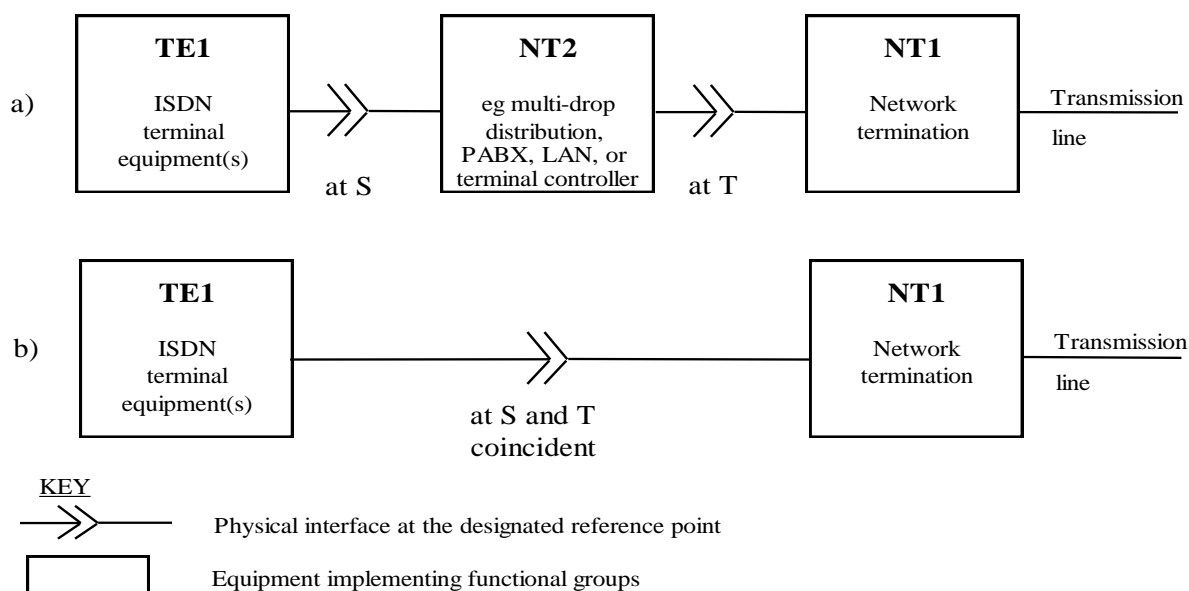 a)
TE1
ISDN
terminal
equipment(s)
at S
NT2
eg multi-drop
distribution,
PABX, LAN, or
terminal controller
at T
NT1
Network
termination
Transmission
line
b)
TE1
ISDN
terminal
equipment(s)
at S and T
coincident
NT1
Network
termination
Transmission
line
KEY
Physical interface at the designated reference point
Equipment implementing functional groups